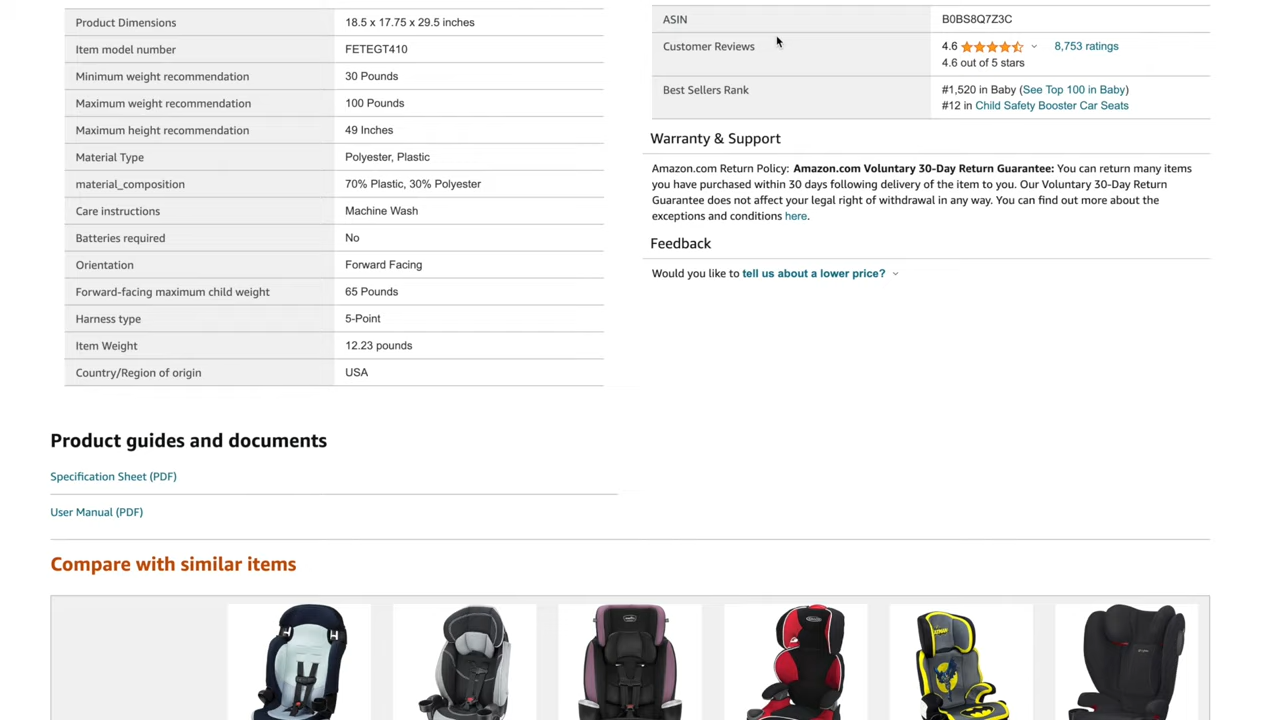 Product Dimensions 18.5 x 17.75 x 29.5 inches
Item model number FETEGT410
Minimum weight recommendation 30 Pounds
Maximum weight recommendation 100 Pounds
Maximum height recommendation 49 Inches
Material Type Polyester, Plastic
material_composition 70% Plastic, 30% Polyester
Care instructions Machine Wash
Batteries required No
Orientation Forward Facing
Forward-facing maximum child weight 65 Pounds
Harness type 5-Point
Item Weight 12.23 pounds
Country/Region of origin USA
ASIN B0BS8Q7Z3C
Customer Reviews 4.6 8,753 ratings
4.6 out of 5 stars
Best Sellers Rank #1,520 in Baby (See Top 100 in Baby)
#12 in Child Safety Booster Car Seats
Warranty & Support
Amazon.com Return Policy: Amazon.com Voluntary 30-Day Return Guarantee: You can return many items
you have purchased within 30 days following delivery of the item to you. Our Voluntary 30-Day Return
Guarantee does not affect your legal right of withdrawal in any way. You can find out more about the
exceptions and conditions here.
Feedback
Would you like to tell us about a lower price?
Product guides and documents
Specification Sheet (PDF)
User Manual (PDF)
Compare with similar items